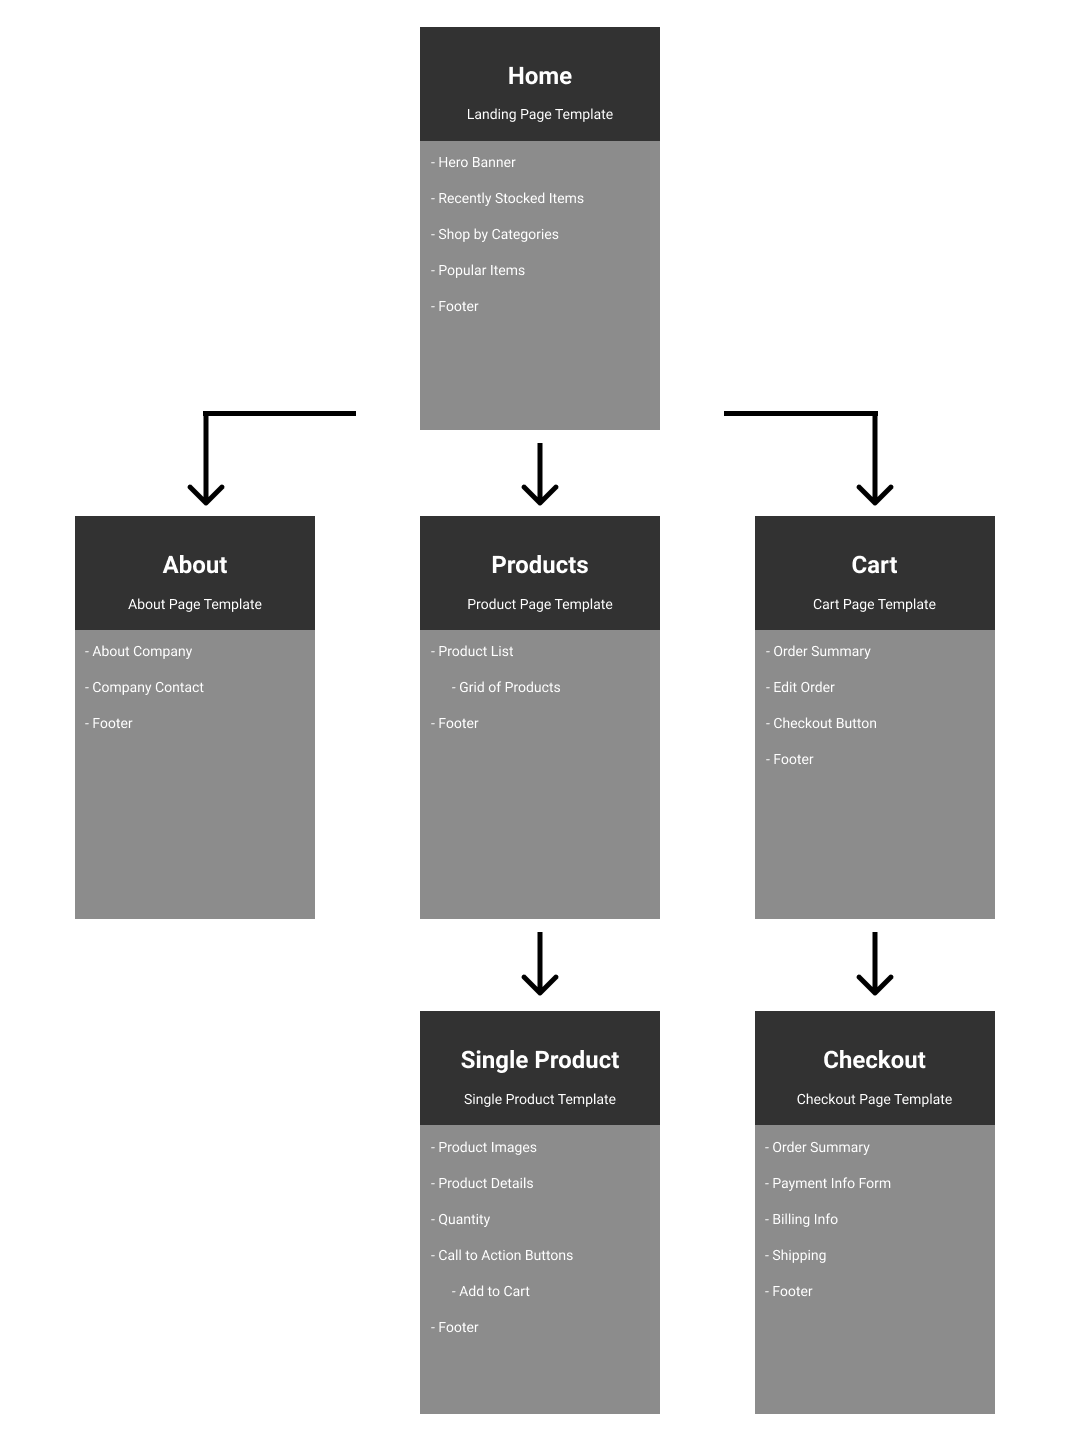 Home
Landing Page Template
- Hero Banner
- Recently Stocked Items
- Shop by Categories
- Popular Items
- Footer
About
About Page Template
- About Company
- Company Contact
- Footer
Products
Product Page Template
- Product List
- Grid of Products
- Footer
Cart
Cart Page Template
- Order Summary
- Edit Order
- Checkout Button
- Footer
Single Product
Single Product Template
- Product Images
- Product Details
- Quantity
- Call to Action Buttons
- Add to Cart
- Footer
Checkout
Checkout Page Template
- Order Summary
- Payment Info Form
- Billing Info
- Shipping
- Footer